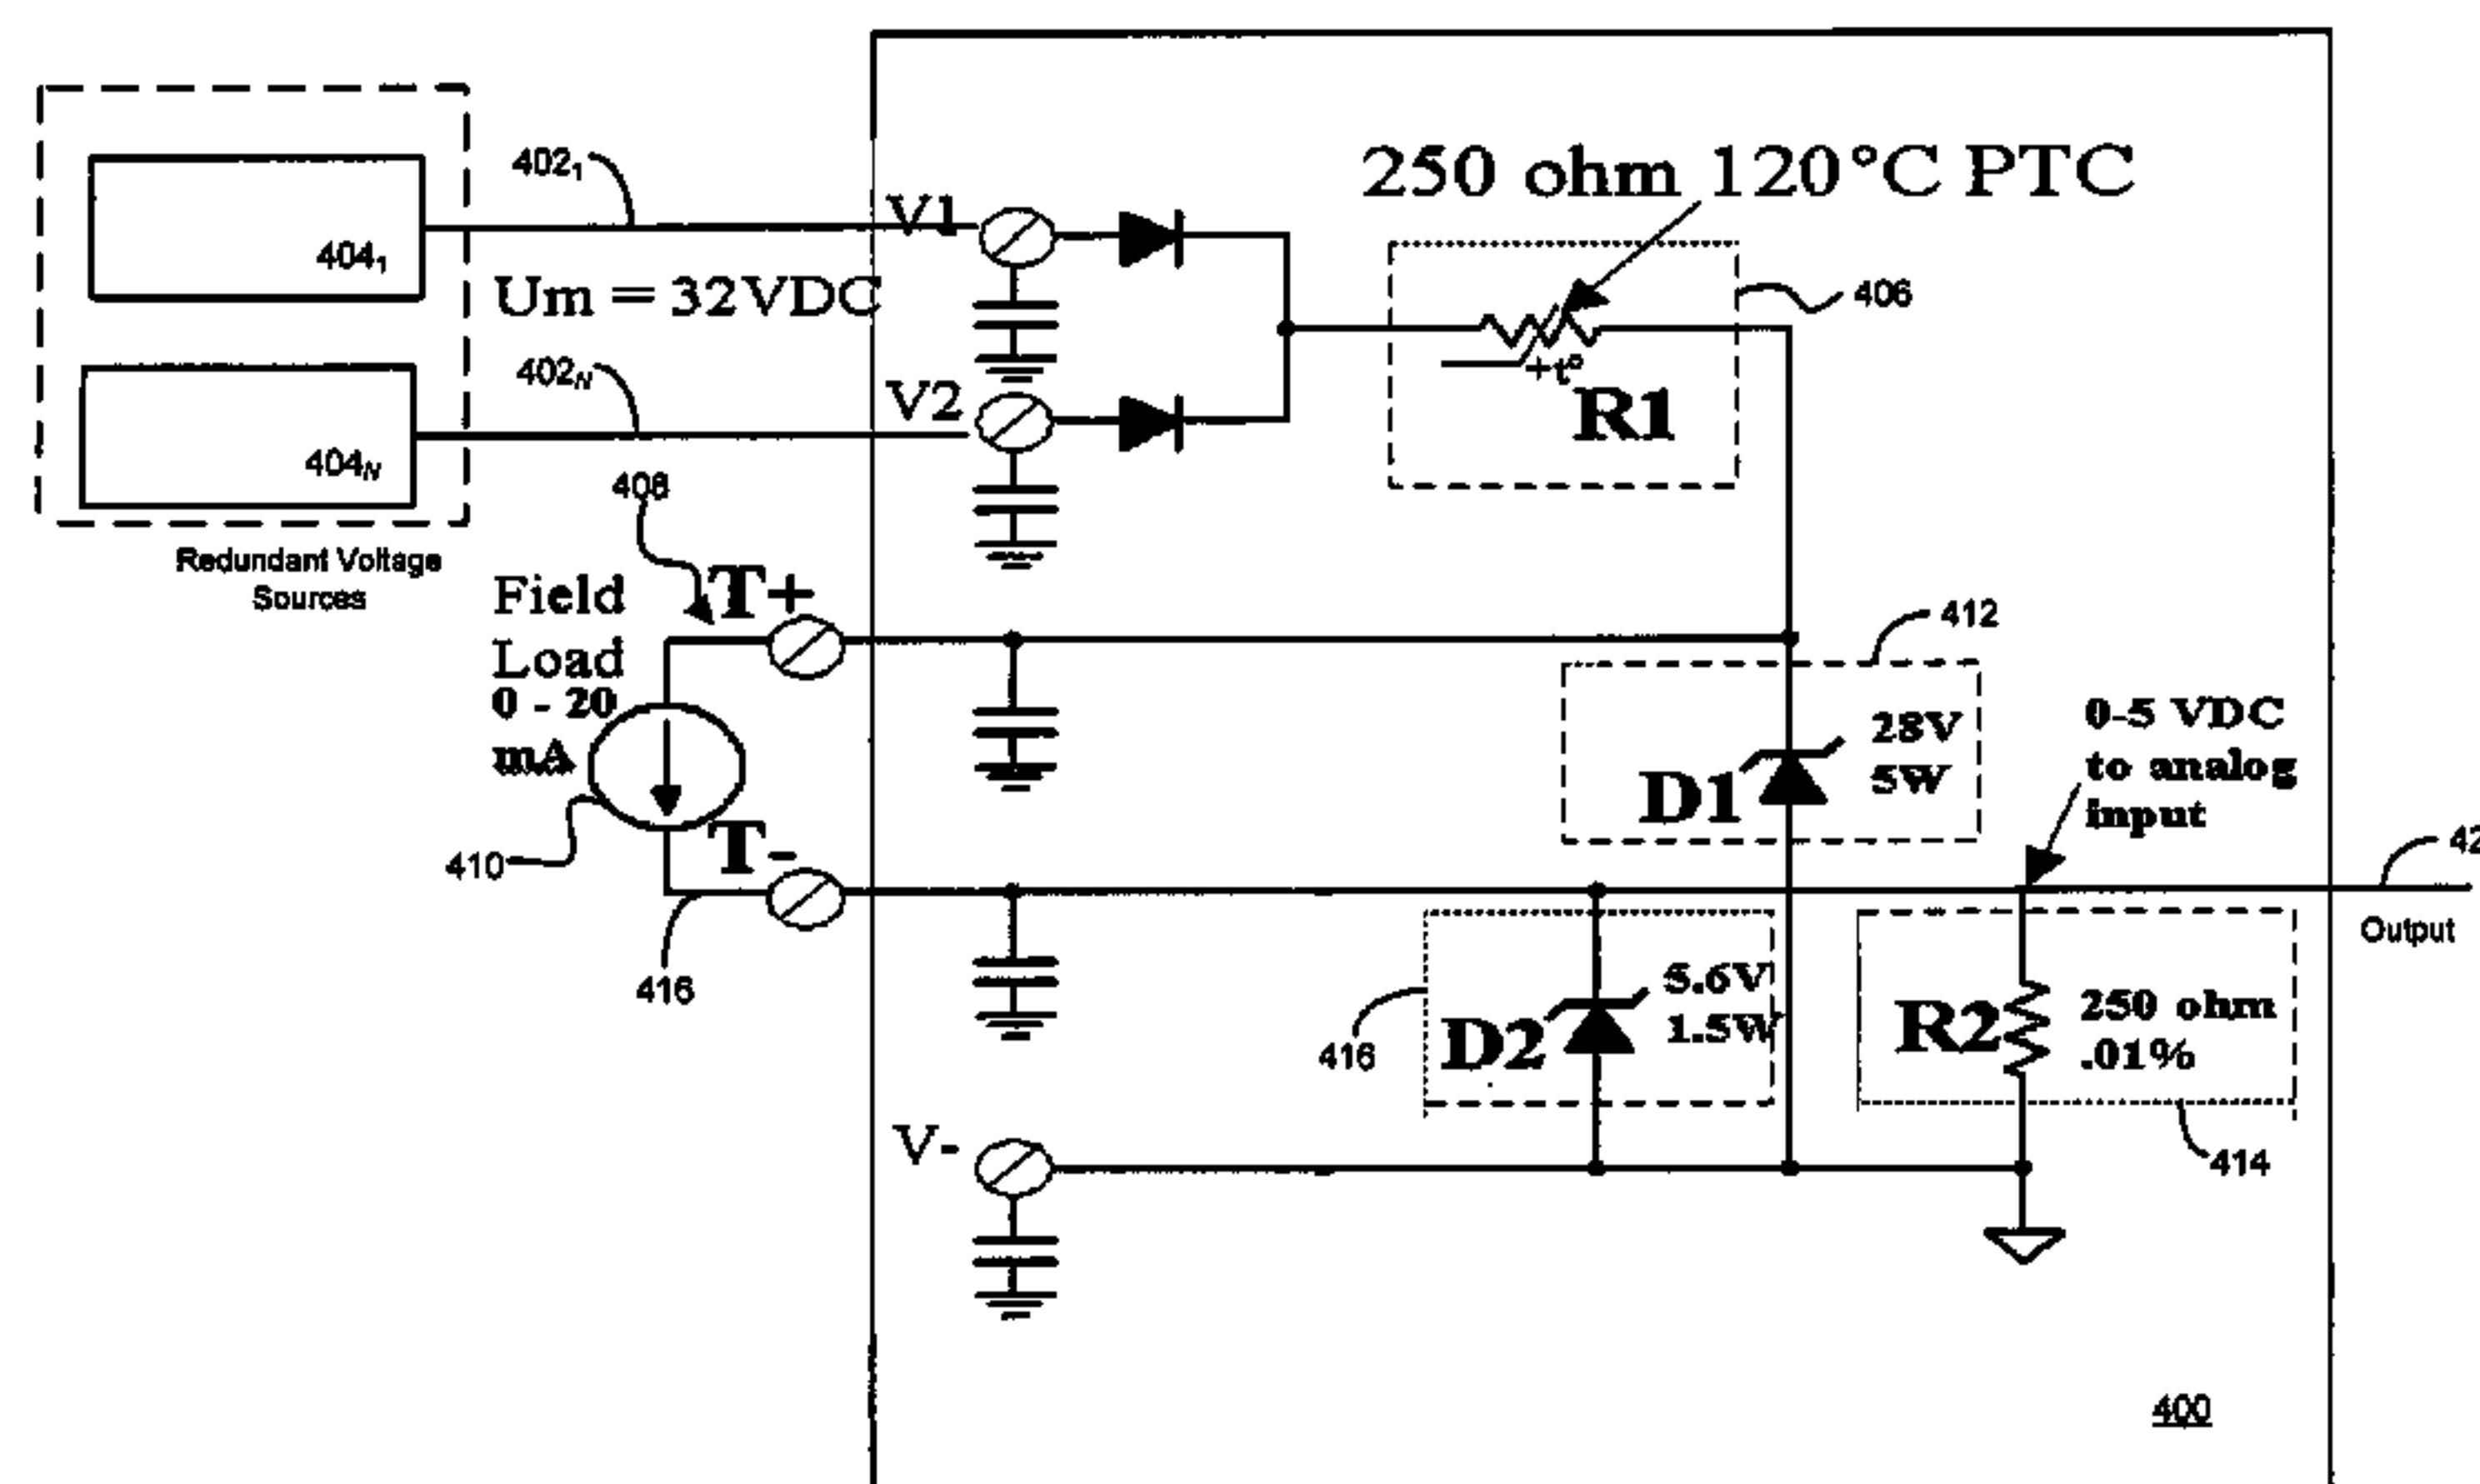 402₁
V1
250 ohm 120°C PTC
404₁
Um = 32VDC
406
402N
+t°
V2
R1
404N
408
Redundant Voltage
Sources
Field
T+
412
Load
0 - 20
mA
28V
5W
D1
0-5 VDC
to analog
input
T-
410
42
Output
416
5.6V
1.5W
416
D2
R2
250 ohm
.01%
V-
414
400